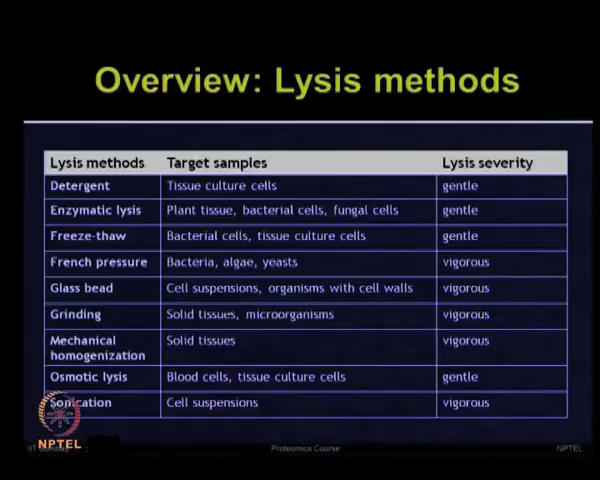 Overview: Lysis methods
Lysis methods Target samples Lysis severity
Detergent Tissue culture cells gentle
Enzymatic lysis Plant tissue, bacterial cells, fungal cells gentle
Freeze-thaw Bacterial cells, tissue culture cells gentle
French pressure Bacteria, algae, yeasts vigorous
Glass bead Cell suspensions, organisms with cell walls vigorous
Grinding Solid tissues, microorganisms vigorous
Mechanical Solid tissues vigorous
homogenization
Osmotic lysis Blood cells, tissue culture cells gentle
Sonication Cell suspensions vigorous
NPTEL
IIT Proteomics Course NPTEL